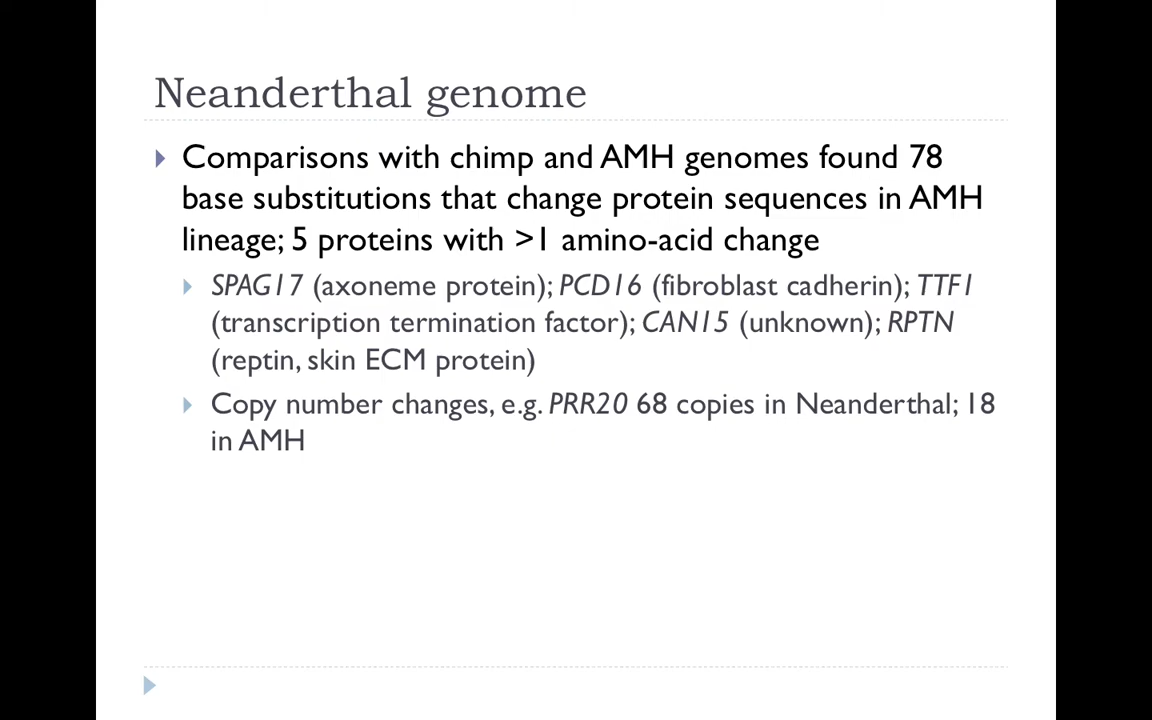 Neanderthal genome
Comparisons with chimp and AMH genomes found 78
base substitutions that change protein sequences in AMH
lineage; 5 proteins with >1 amino-acid change
SPAG17 (axoneme protein); PCD16 (fibroblast cadherin); TTF1
(transcription termination factor); CAN15 (unknown); RPTN
(reptin, skin ECM protein)
Copy number changes, e.g. PRR20 68 copies in Neanderthal; 18
in AMH